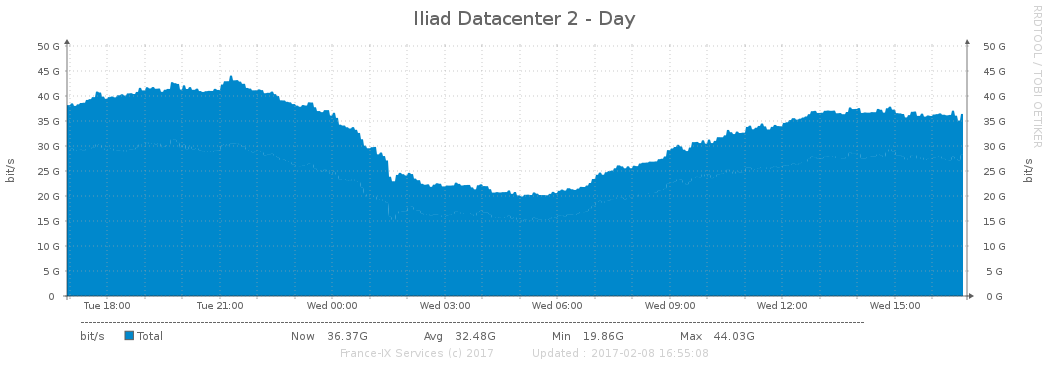 Iliad Datacenter 2 - Day
RRDTOOL / TOBI OETIKER
50 G 50 G
45 G 45 G
40 G 40 G
35 G 35 G
30 G 30 G
25 G 25 G
20 G 20 G
15 G 15 G
10 G 10 G
5 G 5 G
0 0 G
bit/s bit/s
Tue 18:00 Tue 21:00 Wed 00:00 Wed 03:00 Wed 06:00 Wed 09:00 Wed 12:00 Wed 15:00
bit/s Total Now 36.37G Avg 32.48G Min 19.86G Max 44.03G
France-IX Services (c) 2017 Updated : 2017-02-08 16:55:08